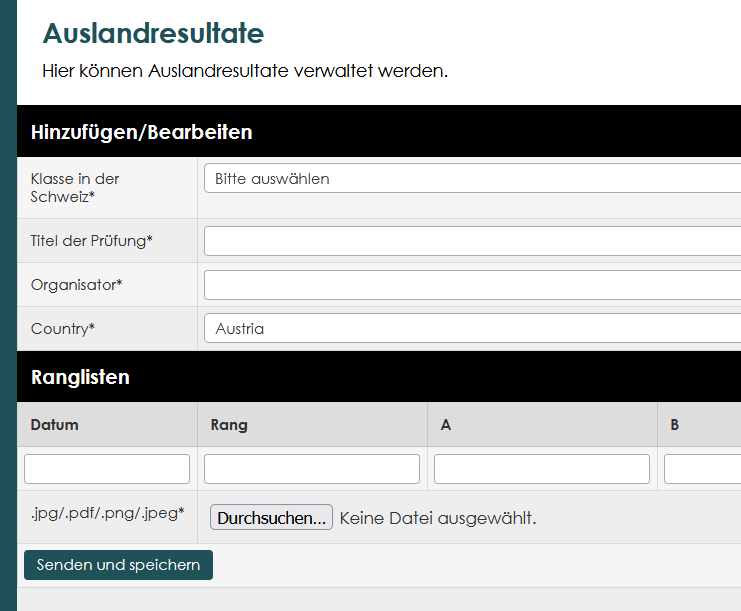 Auslandresultate
Hier können Auslandresultate verwaltet werden.
Hinzufügen/Bearbeiten
Klasse in der
Schweiz*
Bitte auswählen
Titel der Prüfung*
Organisator*
Country*
Austria
Ranglisten
Datum Rang A B
.jpg/.pdf/.png/.jpeg* Durchsuchen... Keine Datei ausgewählt.
Senden und speichern